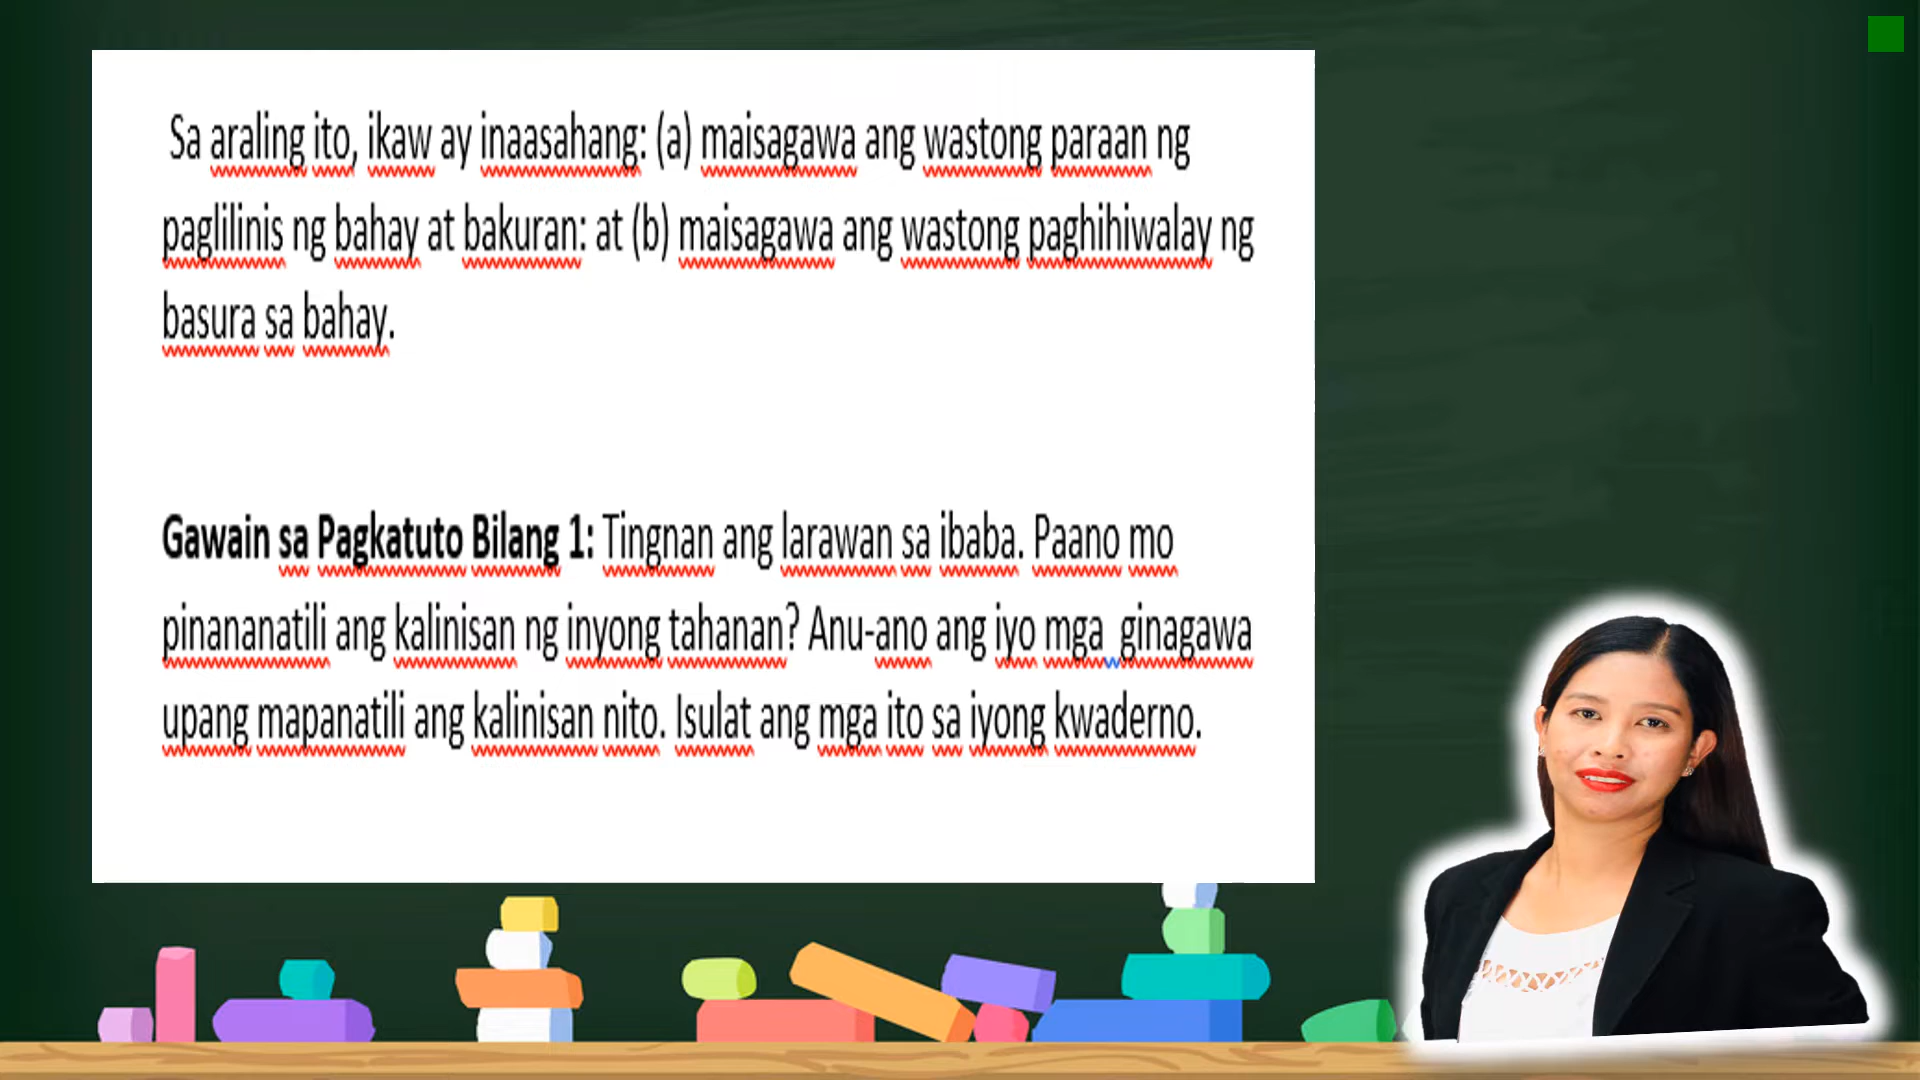 Sa araling ito, ikaw ay inaasahang: (a) maisagawa ang wastong paraan ng
paglilinis ng bahay at bakuran: at (b) maisagawa ang wastong paghihiwalay ng
basura sa bahay.
Gawain sa Pagkatuto Bilang 1: Tingnan ang larawan sa ibaba. Paano mo
pinananatili ang kalinisan ng inyong tahanan? Anu-ano ang iyo mga  ginagawa
upang mapanatili ang kalinisan nito. Isulat ang mga ito sa iyong kwaderno.